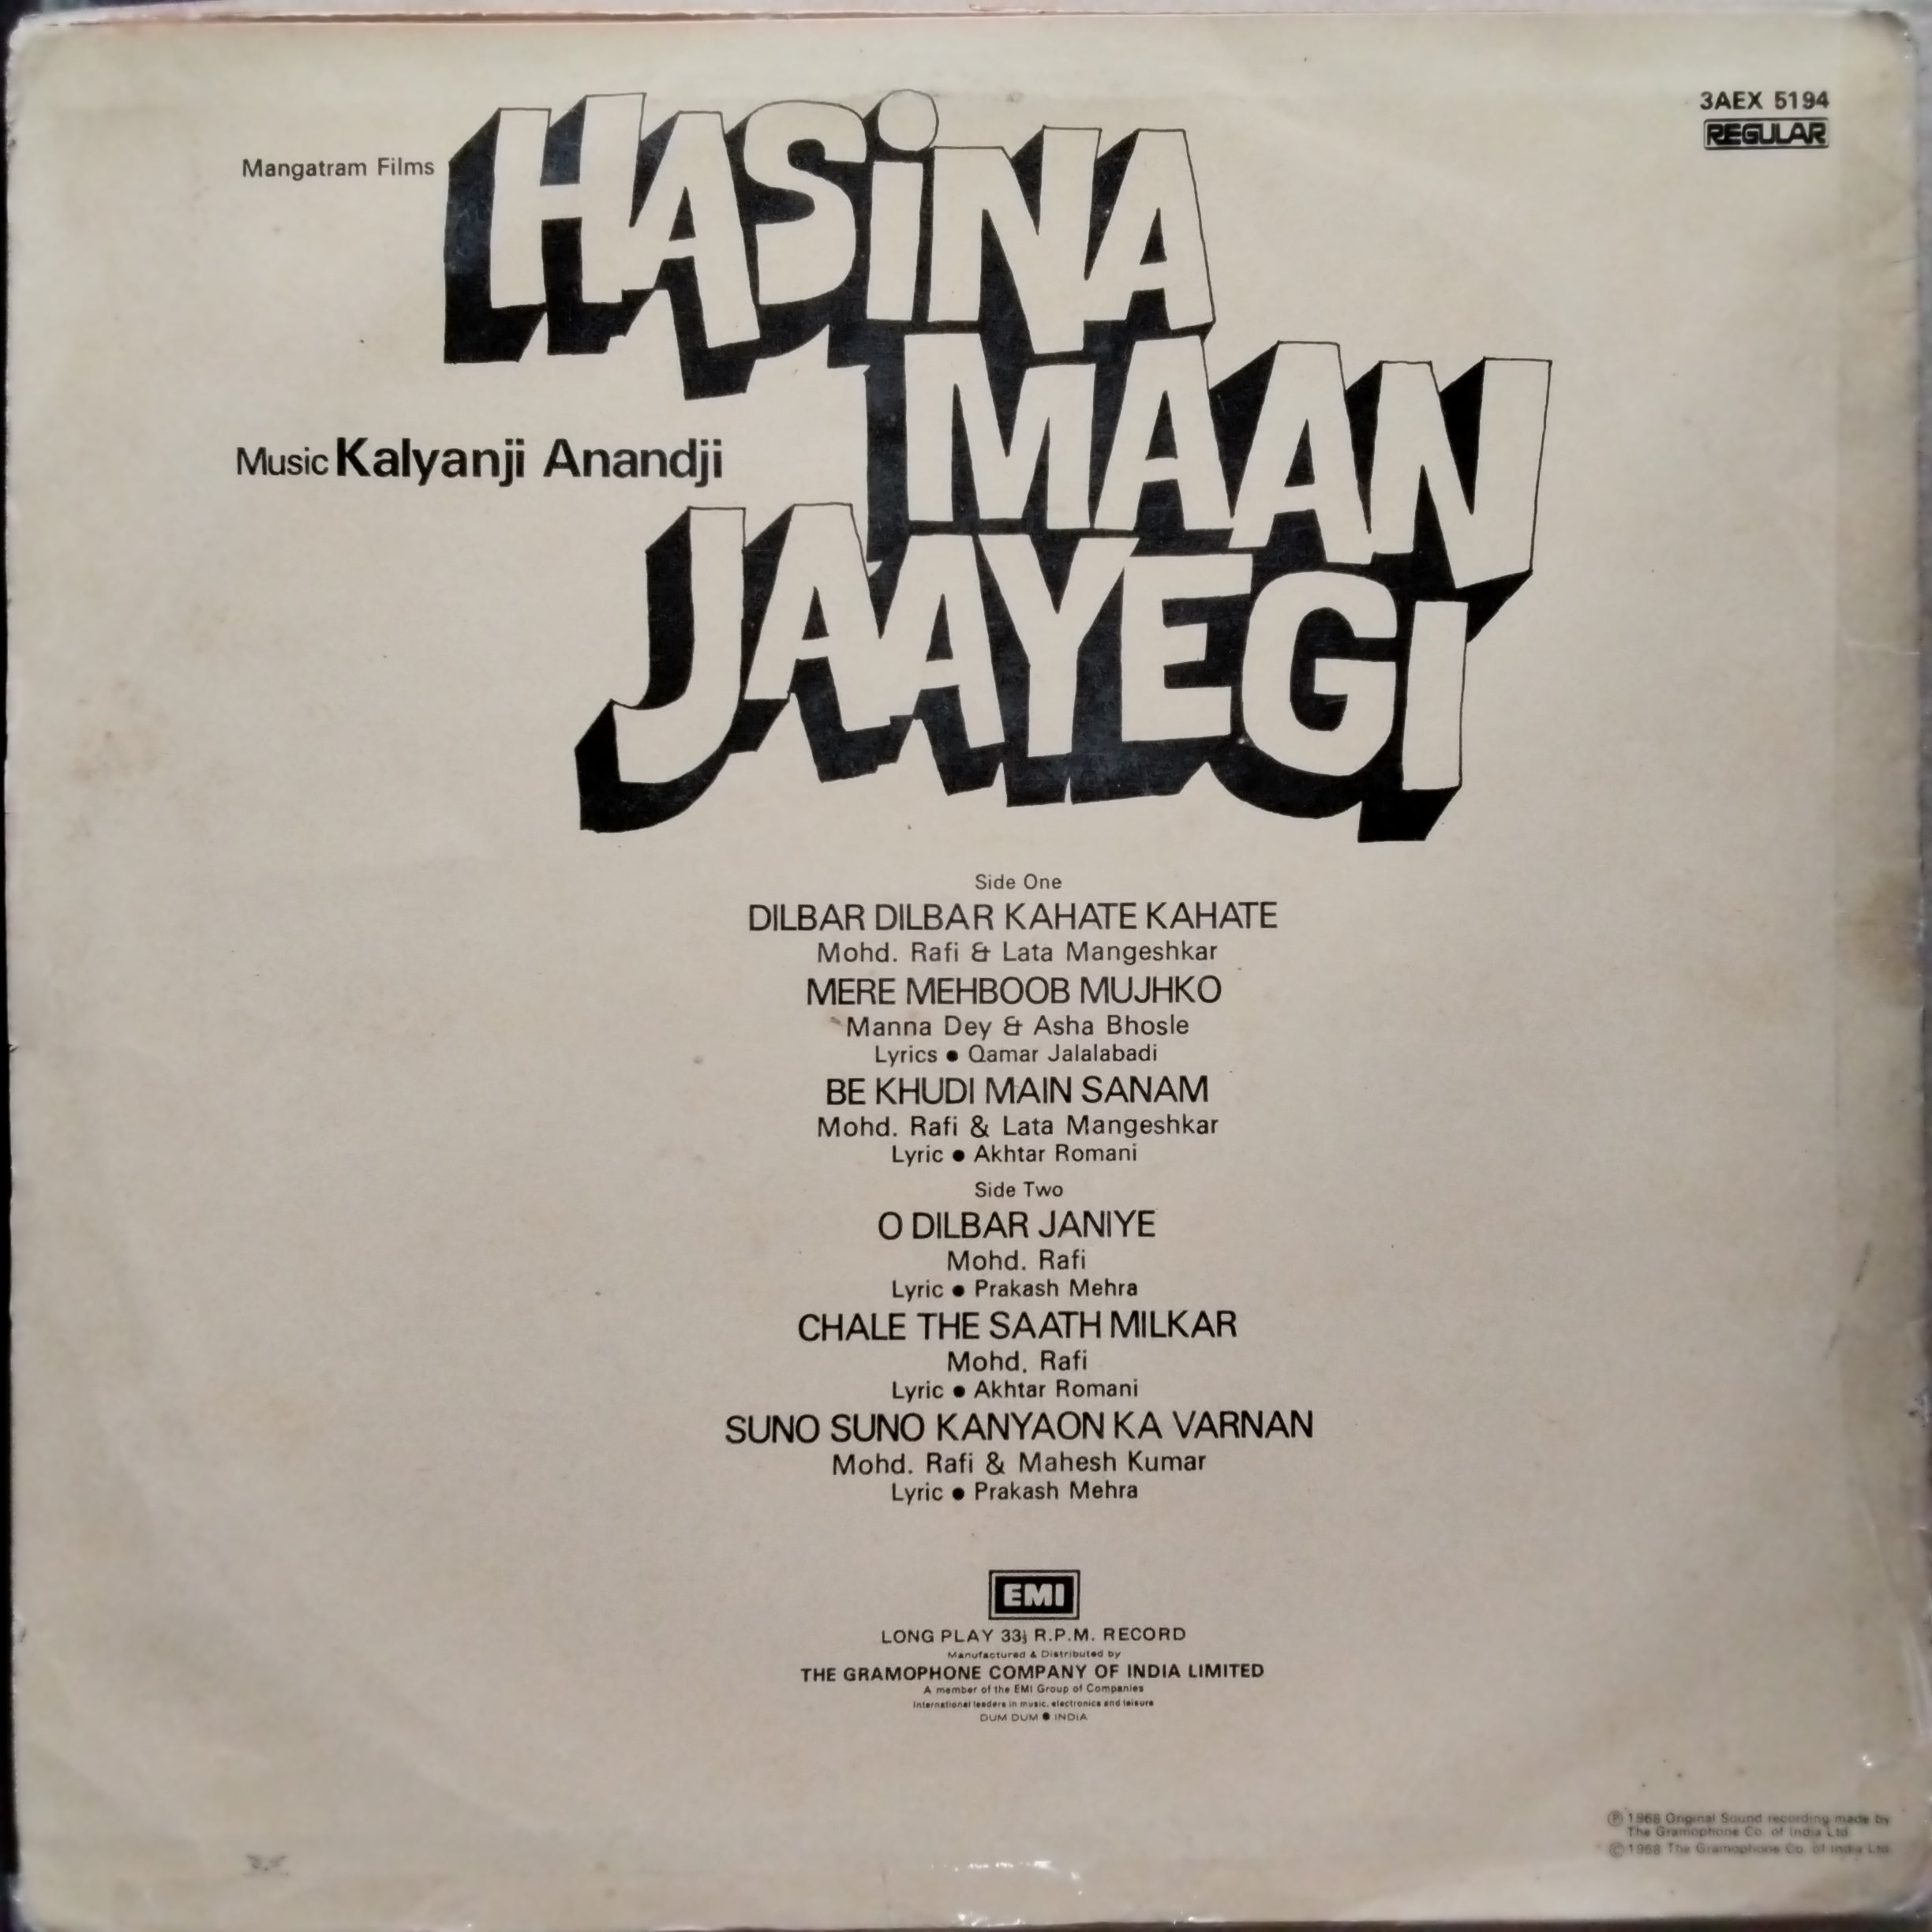 3AEX 5194
REGULAR
Mangatram Films
HASiNA
MAAN
Music Kalyanji Anandji
JAAYEGI
Side One
DILBAR DILBAR KAHATE KAHATE
Mohd. Rafi & Lata Mangeshkar
MERE MEHBOOB MUJHKO
Manna Dey & Asha Bhosle
Lyrics ● Qamar Jalalabadi
BE KHUDI MAIN SANAM
Mohd. Rafi & Lata Mangeshkar
Lyric ● Akhtar Romani
Side Two
O DILBAR JANIYE
Mohd. Rafi
Lyric ● Prakash Mehra
CHALE THE SAATH MILKAR
Mohd. Rafi
Lyric ● Akhtar Romani
SUNO SUNO KANYAON KA VARNAN
Mohd. Rafi & Mahesh Kumar
Lyric ● Prakash Mehra
EMI
LONG PLAY 33⅓ R.P.M. RECORD
Manufactured & Distributed by
THE GRAMOPHONE COMPANY OF INDIA LIMITED
A member of the EMI Group of Companies
International leaders in music, electronics and leisure
DUM DUM ● INDIA
Ⓟ 1968 Original Sound recording made by
The Gramophone Co. of India Ltd.
© 1968 The Gramophone Co. of India Ltd.